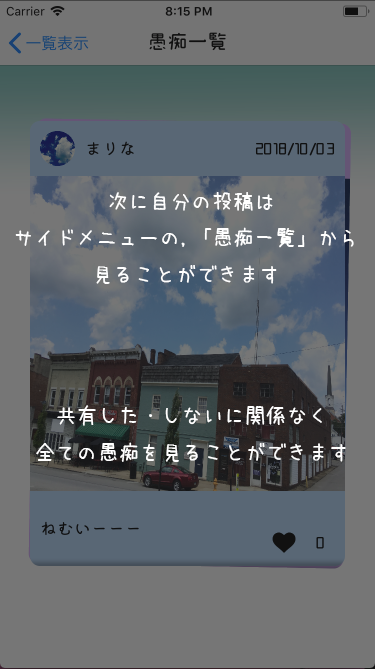 Carrier 8:15 PM
一覧表示 愚痴一覧
まりな 2018/10/03
次に自分の投稿は
サイドメニューの,「愚痴一覧」から
見ることができます
共有した・しないに関係なく
全ての愚痴を見ることができます
ねむいーーー
0